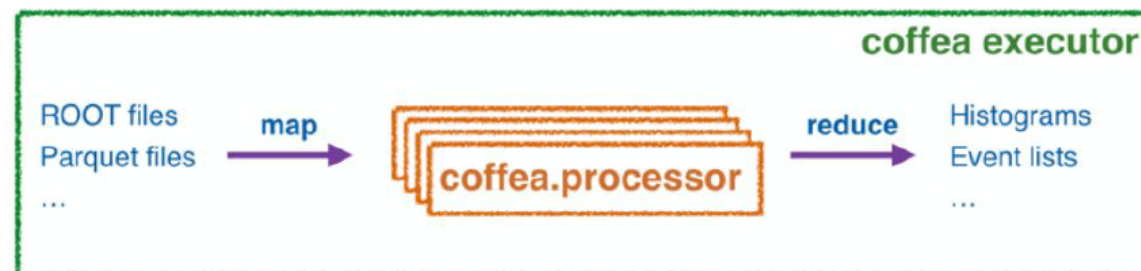 coffea executor
ROOT files
Parquet files
...
map
coffea.processor
reduce
Histograms
Event lists
...